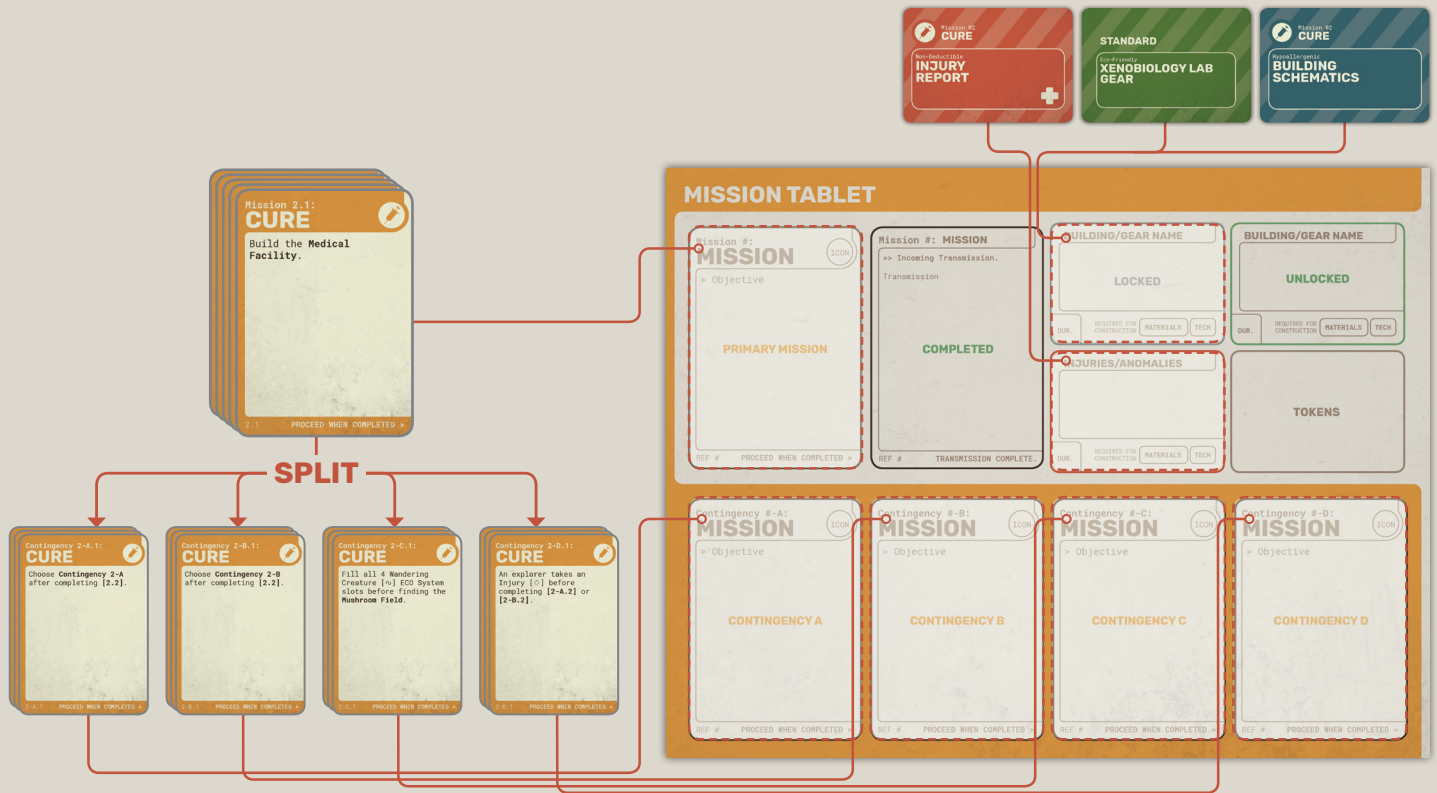 Mission 02
CURE
Non-Deductible
INJURY
REPORT
STANDARD
Eco-Friendly
XENOBIOLOGY LAB
GEAR
Mission 02
CURE
Hypoallergenic
BUILDING
SCHEMATICS
Mission 2.1:
CURE
Build the Medical
Facility.
2.1 PROCEED WHEN COMPLETED >
SPLIT
Contingency 2-A.1:
CURE
Choose Contingency 2-A
after completing [2.2].
2-A.1 PROCEED WHEN COMPLETED >
Contingency 2-B.1:
CURE
Choose Contingency 2-B
after completing [2.2].
2-B.1 PROCEED WHEN COMPLETED >
Contingency 2-C.1:
CURE
Fill all 4 Wandering
Creature [∿] ECO System
slots before finding the
Mushroom Field.
2-C.1 PROCEED WHEN COMPLETED >
Contingency 2-D.1:
CURE
An explorer takes an
Injury [◌] before
completing [2-A.2] or
[2-B.2].
2-D.1 PROCEED WHEN COMPLETED >
MISSION TABLET
Mission #:
MISSION
ICON
> Objective
PRIMARY MISSION
REF # PROCEED WHEN COMPLETED >
Mission #: MISSION
>> Incoming Transmission.
Transmission
COMPLETED
REF # TRANSMISSION COMPLETE.
BUILDING/GEAR NAME
LOCKED
DUR. REQUIRED FOR CONSTRUCTION MATERIALS TECH
BUILDING/GEAR NAME
UNLOCKED
DUR. REQUIRED FOR CONSTRUCTION MATERIALS TECH
INJURIES/ANOMALIES
DUR. REQUIRED FOR CONSTRUCTION MATERIALS TECH
TOKENS
Contingency #-A:
MISSION
ICON
> Objective
CONTINGENCY A
REF # PROCEED WHEN COMPLETED >
Contingency #-B:
MISSION
ICON
> Objective
CONTINGENCY B
REF # PROCEED WHEN COMPLETED >
Contingency #-C:
MISSION
ICON
> Objective
CONTINGENCY C
REF # PROCEED WHEN COMPLETED >
Contingency #-D:
MISSION
ICON
> Objective
CONTINGENCY D
REF # PROCEED WHEN COMPLETED >